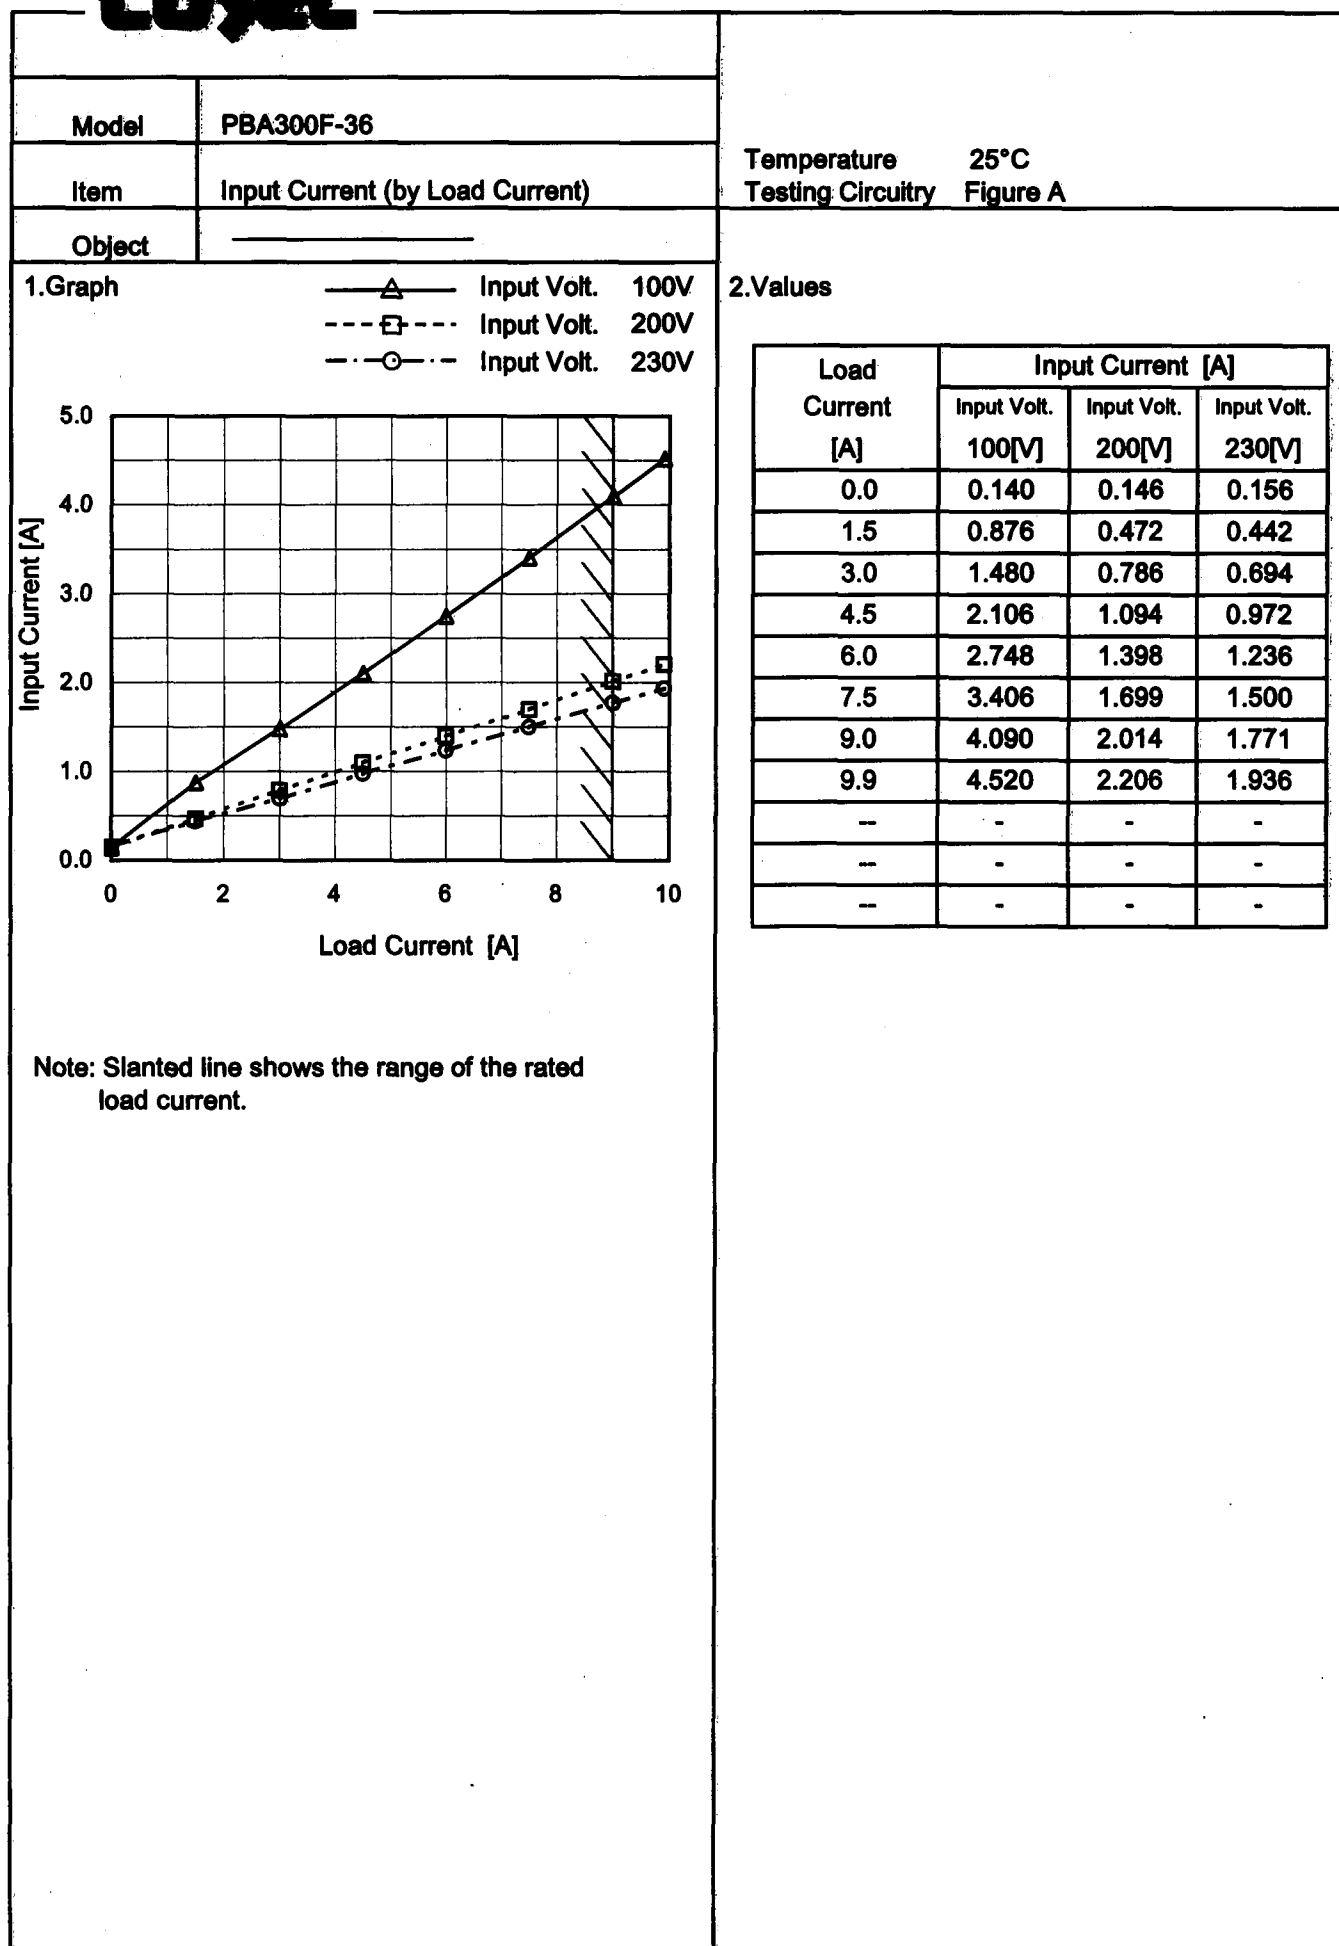 Model PBA300F-36
Item Input Current (by Load Current)
Object
Temperature 25°C
Testing Circuitry Figure A
1.Graph
Input Volt. 100V
Input Volt. 200V
Input Volt. 230V
5.0
4.0
3.0
2.0
1.0
0.0
Input Current [A]
0 2 4 6 8 10
Load Current [A]
Note: Slanted line shows the range of the rated
load current.
2.Values
Load Input Current [A]
Current Input Volt. Input Volt. Input Volt.
[A] 100[V] 200[V] 230[V]
0.0 0.140 0.146 0.156
1.5 0.876 0.472 0.442
3.0 1.480 0.786 0.694
4.5 2.106 1.094 0.972
6.0 2.748 1.398 1.236
7.5 3.406 1.699 1.500
9.0 4.090 2.014 1.771
9.9 4.520 2.206 1.936
-- - - -
-- - - -
-- - - -